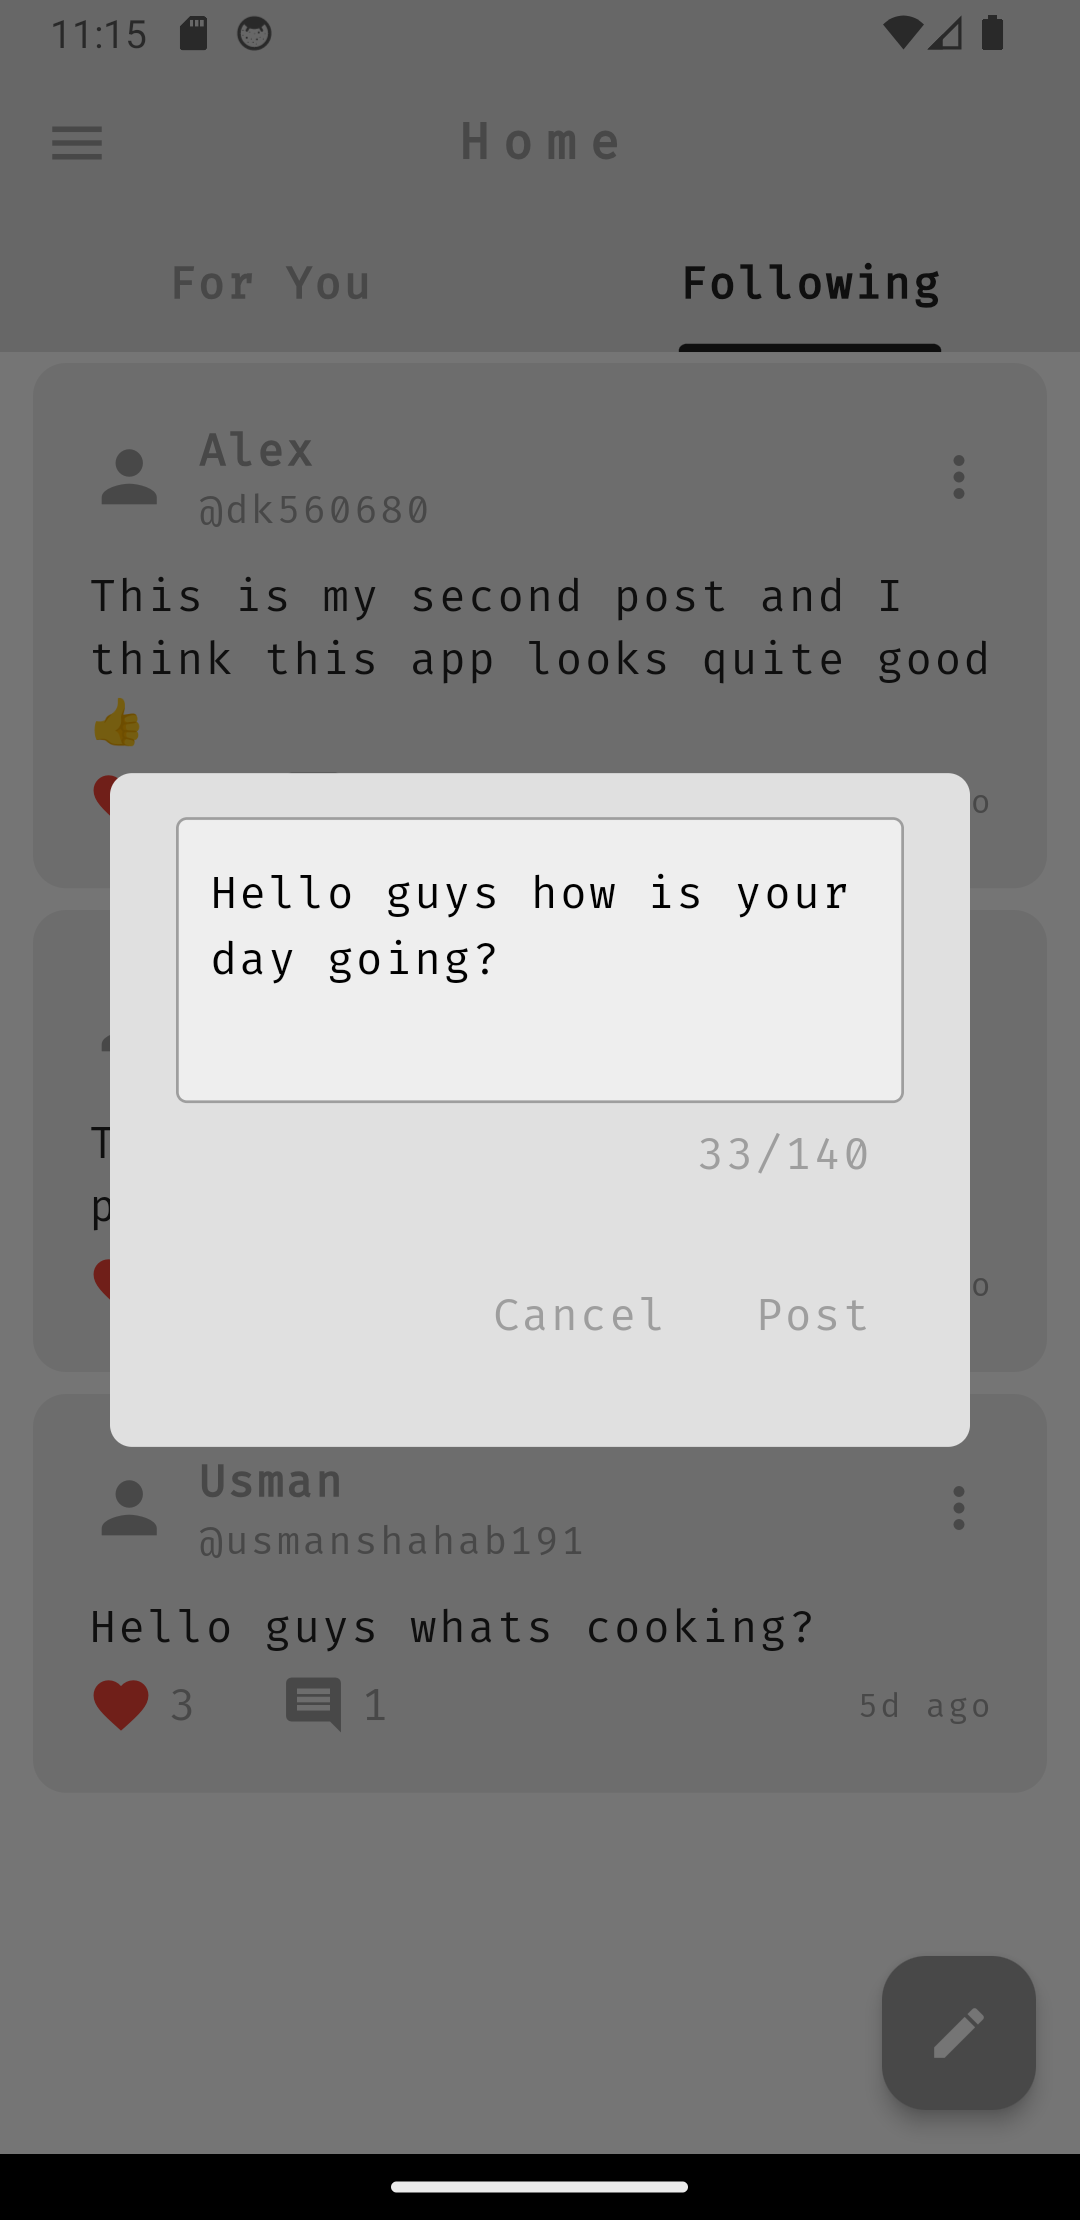 11:15
Home
For You Following
Alex
@dk560680
This is my second post and I
think this app looks quite good
👍
Hello guys how is your
day going?
33/140
Cancel Post
Usman
@usmanshahab191
Hello guys whats cooking?
3 1 5d ago